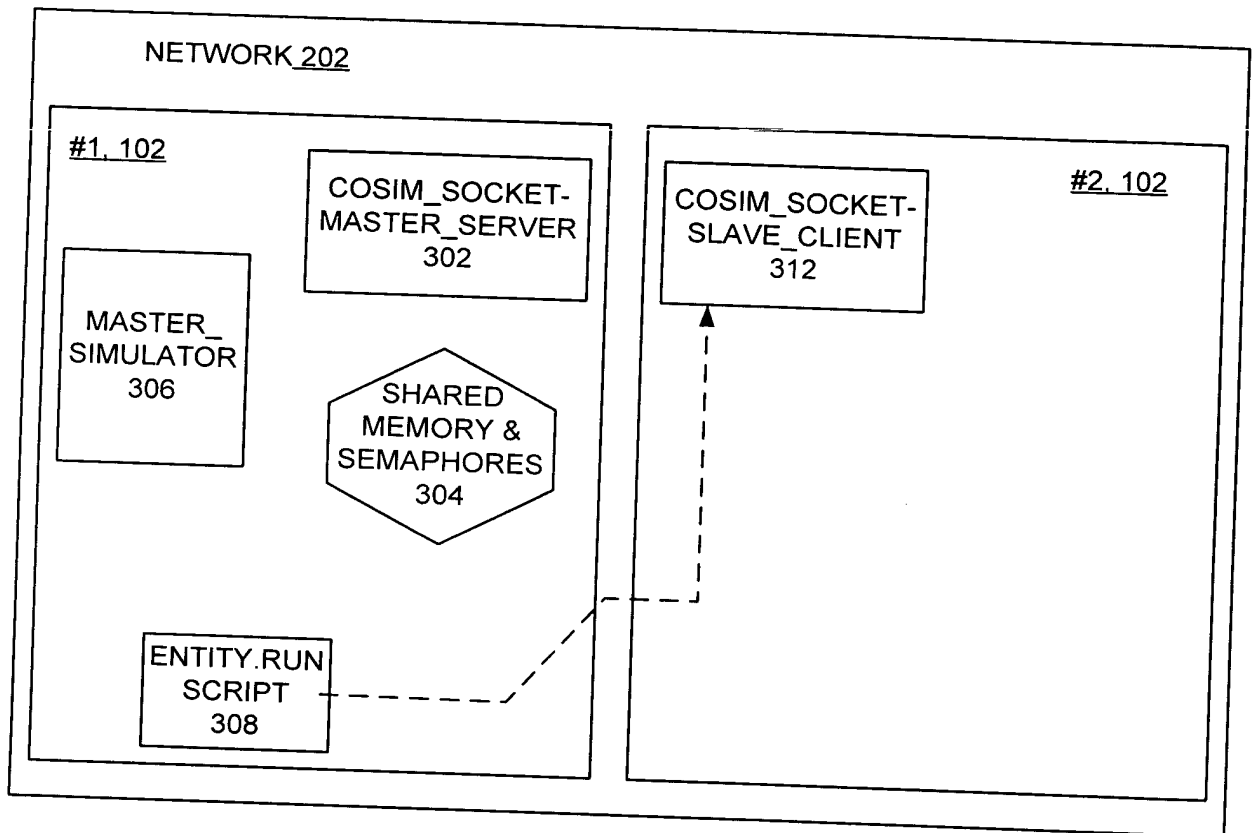 NETWORK 202
#1, 102
COSIM_SOCKET-
MASTER_SERVER
302
MASTER_
SIMULATOR
306
SHARED
MEMORY &
SEMAPHORES
304
ENTITY.RUN
SCRIPT
308
#2, 102
COSIM_SOCKET-
SLAVE_CLIENT
312